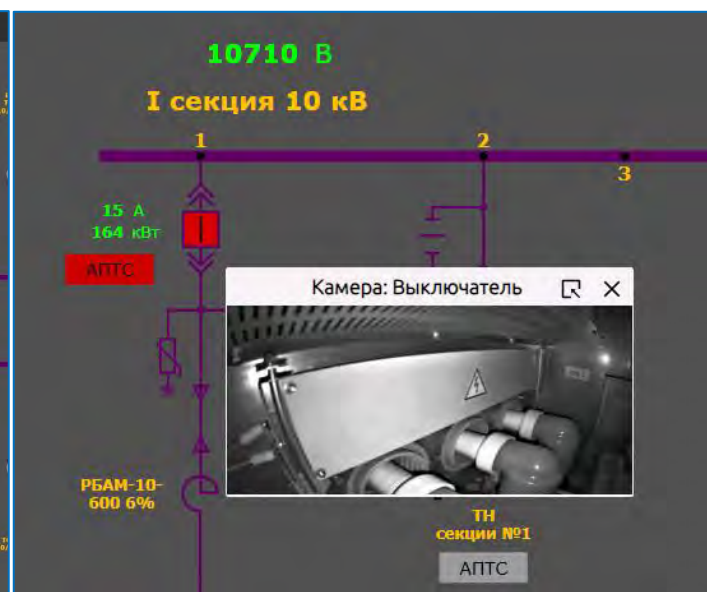 10710 В
I секция 10 кВ
1
2
3
15 А
164 кВт
АПТС
Камера: Выключатель
РБАМ-10-
600 6%
ТН
секции №1
АПТС